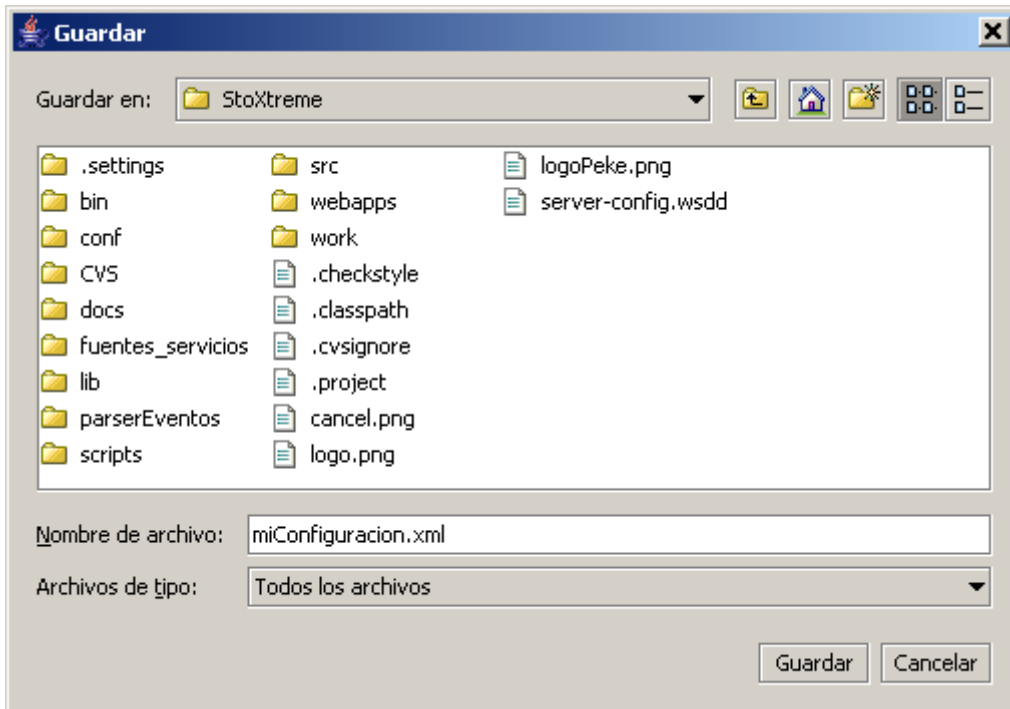 Guardar
Guardar en: StoXtreme
.settings
bin
conf
CVS
docs
fuentes_servicios
lib
parserEventos
scripts
src
webapps
work
.checkstyle
.classpath
.cvsignore
.project
cancel.png
logo.png
logoPeke.png
server-config.wsdd
Nombre de archivo: miConfiguracion.xml
Archivos de tipo: Todos los archivos
Guardar Cancelar